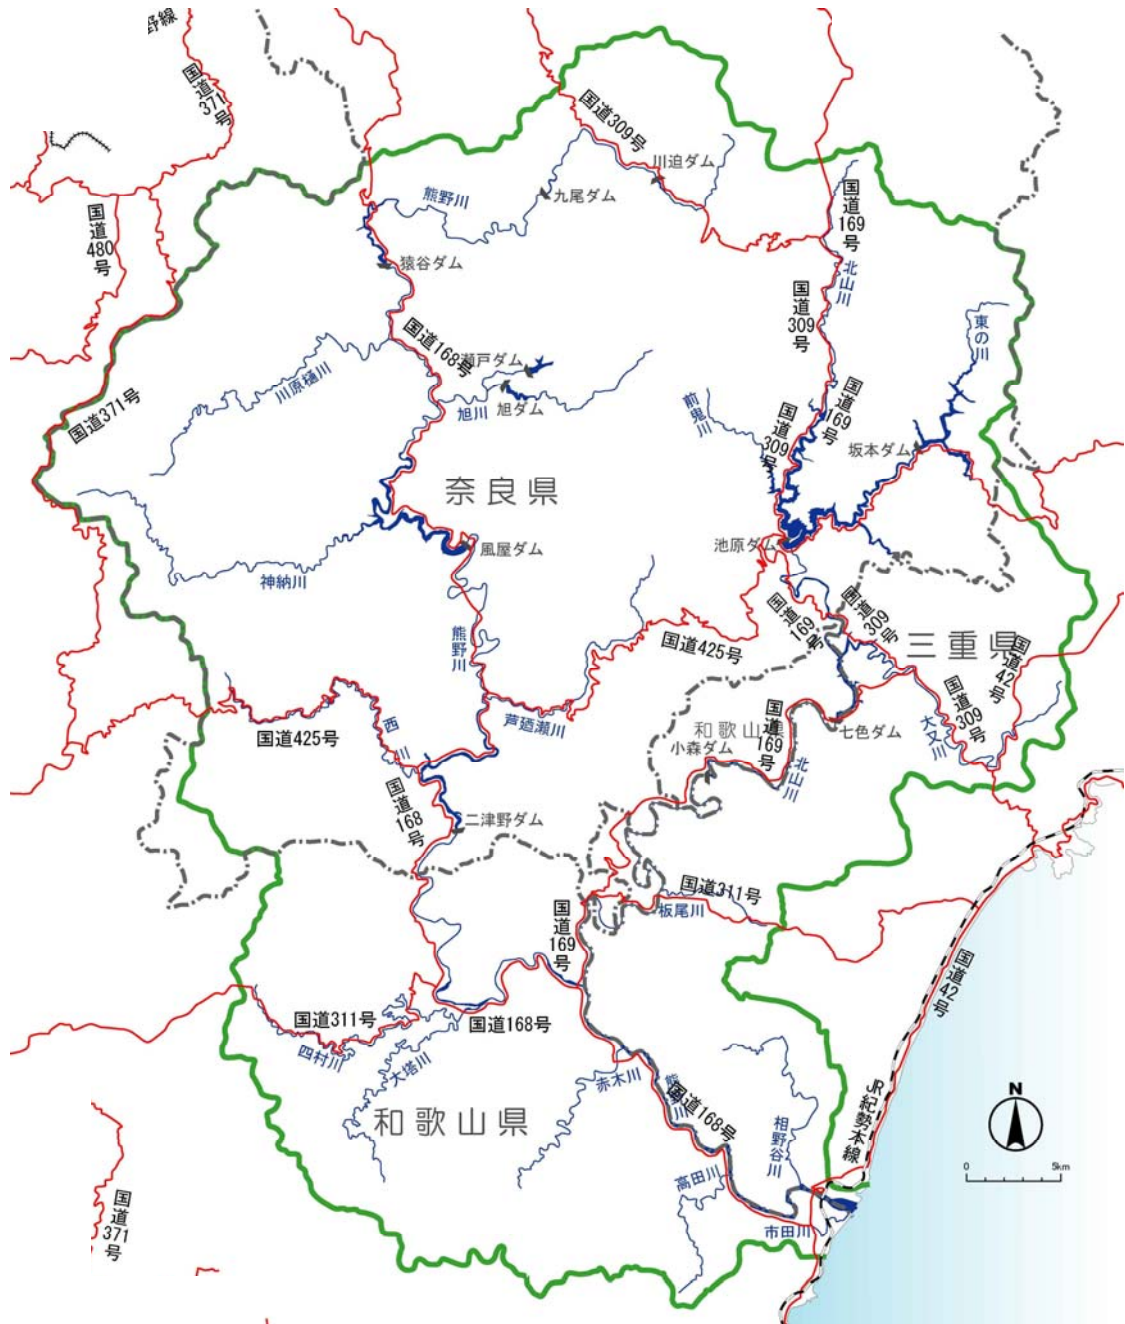 野線
国道371号
国道309号
川迫ダム
国道169号
国道480号
熊野川
九尾ダム
猿谷ダム
北山川
国道309号
東の川
国道168号
瀬戸ダム
川原樋川
旭川
旭ダム
前鬼川
国道169号
国道371号
国道309号
坂本ダム
奈良県
風屋ダム
池原ダム
神納川
国道169号
国道309号
熊野川
国道425号
三重県
国道42号
国道309号
大又川
芦廼瀬川
西川
国道425号
和歌山県
国道169号
七色ダム
小森ダム
北山川
国道168号
二津野ダム
国道311号
板尾川
国道169号
国道42号
国道311号
国道168号
四村川
大塔川
赤木川
熊野川
国道168号
JR紀勢本線
N
和歌山県
相野谷川
高田川
0 5km
国道371号
市田川